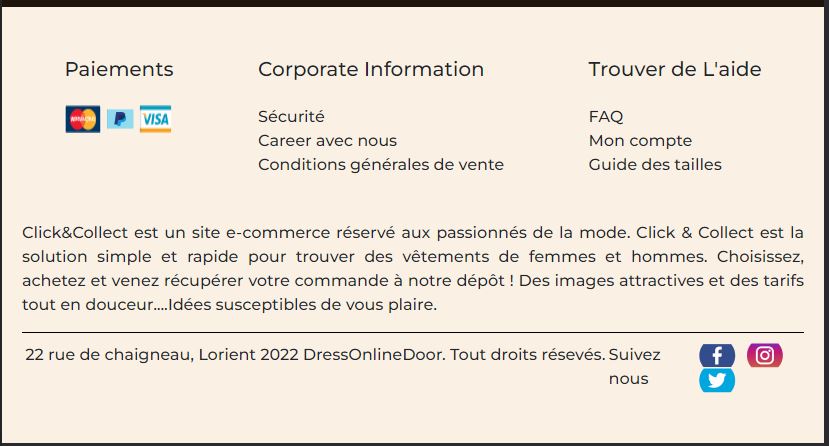 Paiements
VISA
Corporate Information
Sécurité
Career avec nous
Conditions générales de vente
Trouver de L'aide
FAQ
Mon compte
Guide des tailles
Click&Collect est un site e-commerce réservé aux passionnés de la mode. Click & Collect est la
solution simple et rapide pour trouver des vêtements de femmes et hommes. Choisissez,
achetez et venez récupérer votre commande à notre dépôt ! Des images attractives et des tarifs
tout en douceur....Idées susceptibles de vous plaire.
22 rue de chaigneau, Lorient 2022 DressOnlineDoor. Tout droits résevés. Suivez
nous